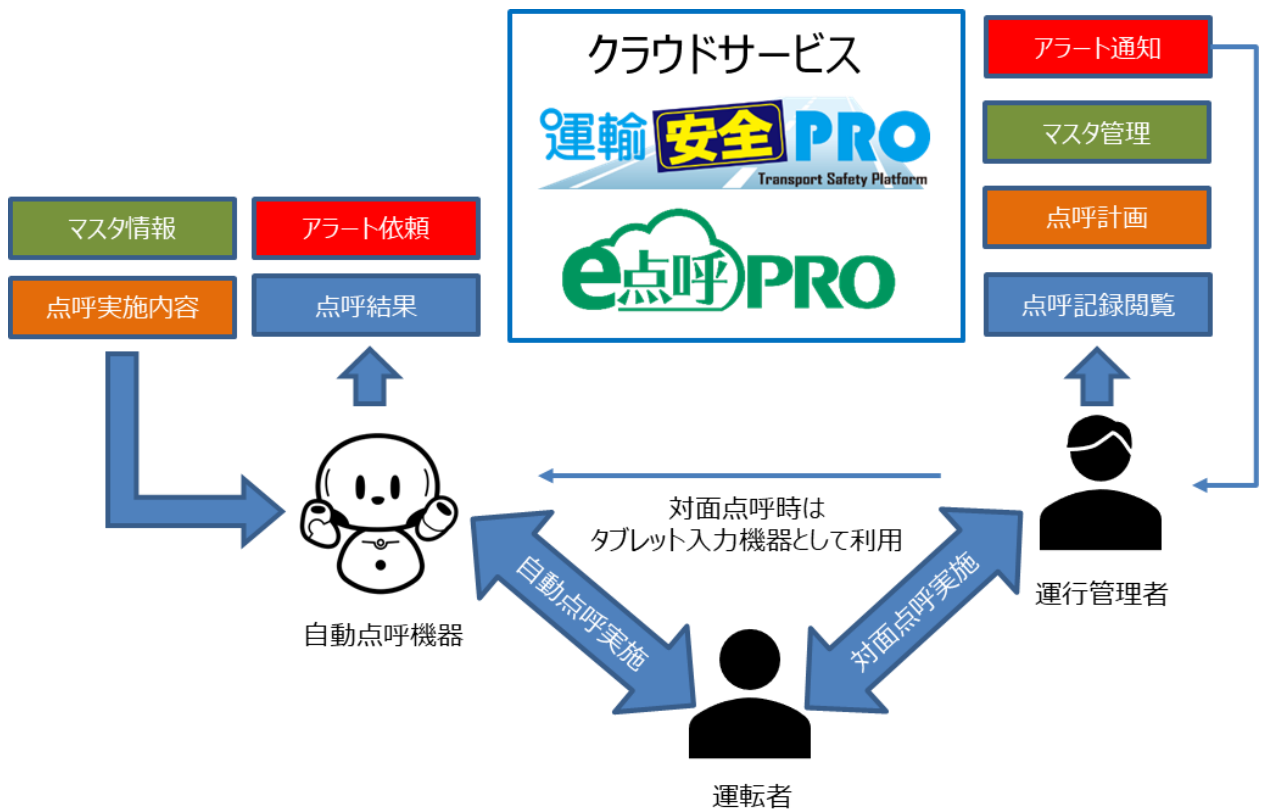 クラウドサービス
運輸安全PRO
Transport Safety Platform
e点呼PRO
マスタ情報
アラート依頼
点呼実施内容
点呼結果
アラート通知
マスタ管理
点呼計画
点呼記録閲覧
対面点呼時は
タブレット入力機器として利用
自動点呼実施
対面点呼実施
自動点呼機器
運行管理者
運転者